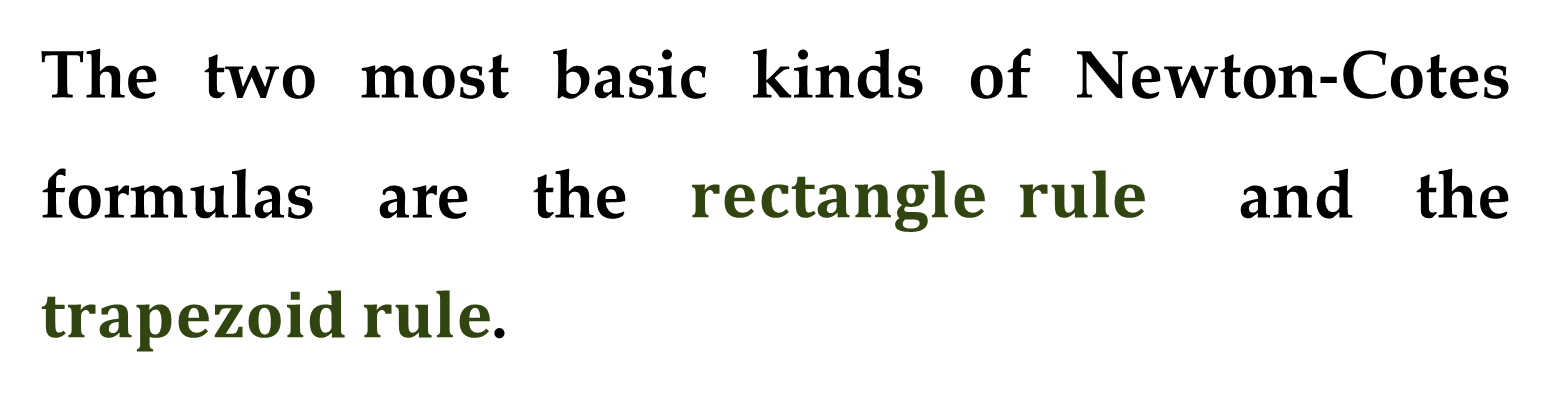 The two most basic kinds of Newton-Cotes
formulas are the rectangle rule and the
trapezoid rule.